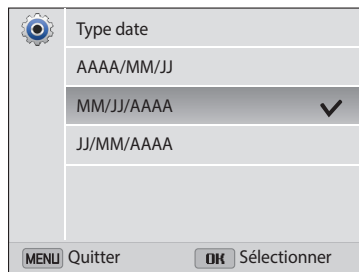 Type date
AAAA/MM/JJ
MM/JJ/AAAA
JJ/MM/AAAA
MENU Quitter OK Sélectionner